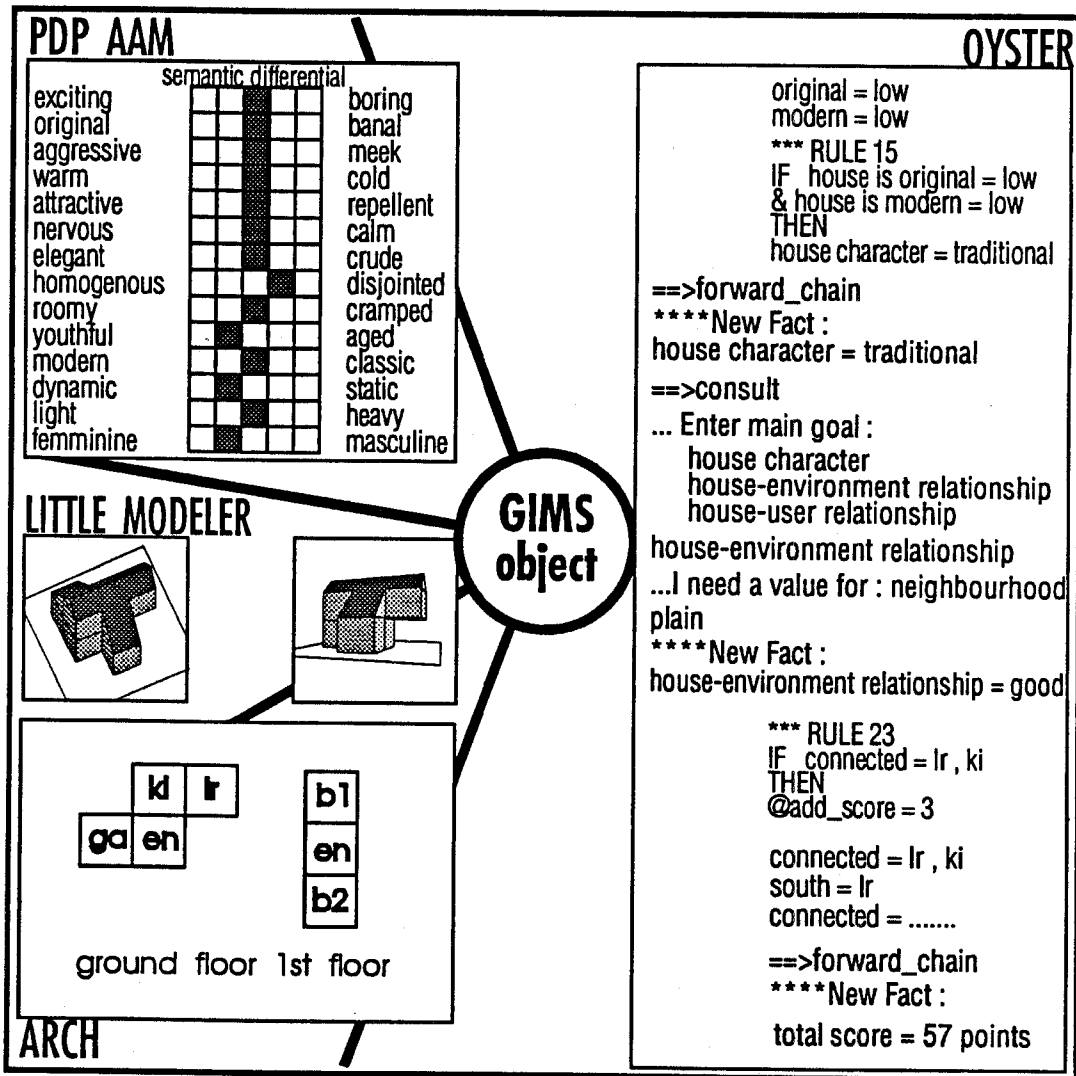 PDP AAM
semantic differential
exciting boring
original banal
aggressive meek
warm cold
attractive repellent
nervous calm
elegant crude
homogenous disjointed
roomy cramped
youthful aged
modern classic
dynamic static
light heavy
femminine masculine
LITTLE MODELER
GIMS
object
ki lr
ga en
b1
en
b2
ground floor 1st floor
ARCH
OYSTER
original = low
modern = low
*** RULE 15
IF house is original = low
& house is modern = low
THEN
house character = traditional
==>forward_chain
****New Fact :
house character = traditional
==>consult
... Enter main goal :
house character
house-environment relationship
house-user relationship
house-environment relationship
...I need a value for : neighbourhood
plain
****New Fact :
house-environment relationship = good
*** RULE 23
IF connected = lr , ki
THEN
@add_score = 3
connected = lr , ki
south = lr
connected = .......
==>forward_chain
****New Fact :
total score = 57 points